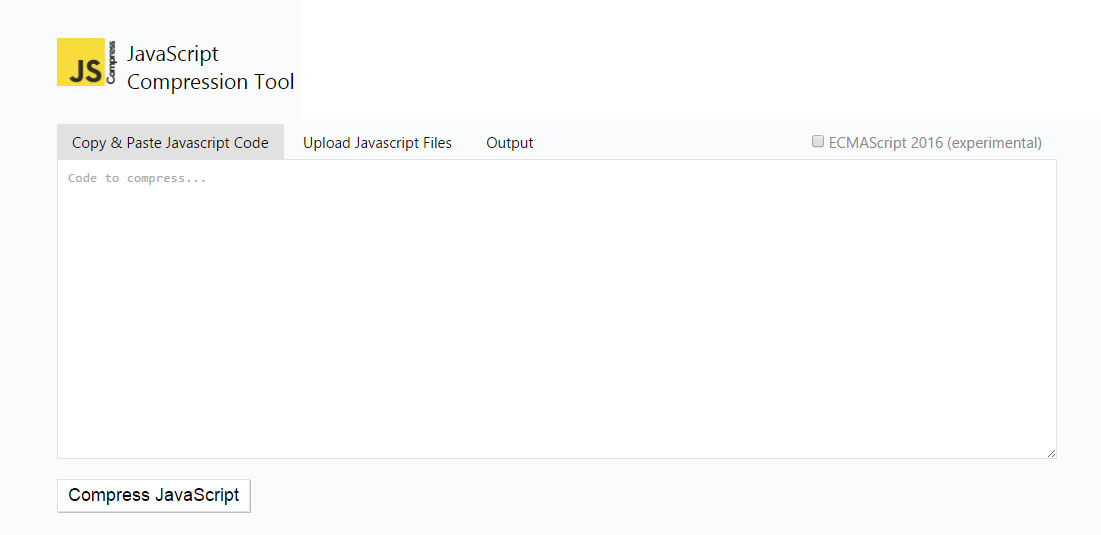 JS Compress
JavaScript
Compression Tool
Copy & Paste Javascript Code Upload Javascript Files Output ECMAScript 2016 (experimental)
Code to compress...
Compress JavaScript